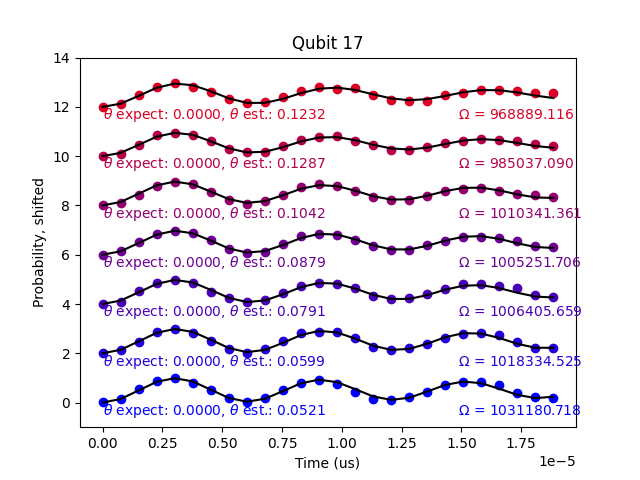 Qubit 17
Probability, shifted
14
12
θ expect: 0.0000, θ est.: 0.1232 Ω = 968889.116
10
θ expect: 0.0000, θ est.: 0.1287 Ω = 985037.090
8
θ expect: 0.0000, θ est.: 0.1042 Ω = 1010341.361
6
θ expect: 0.0000, θ est.: 0.0879 Ω = 1005251.706
4
θ expect: 0.0000, θ est.: 0.0791 Ω = 1006405.659
2
θ expect: 0.0000, θ est.: 0.0599 Ω = 1018334.525
0
θ expect: 0.0000, θ est.: 0.0521 Ω = 1031180.718
0.00 0.25 0.50 0.75 1.00 1.25 1.50 1.75
1e−5
Time (us)